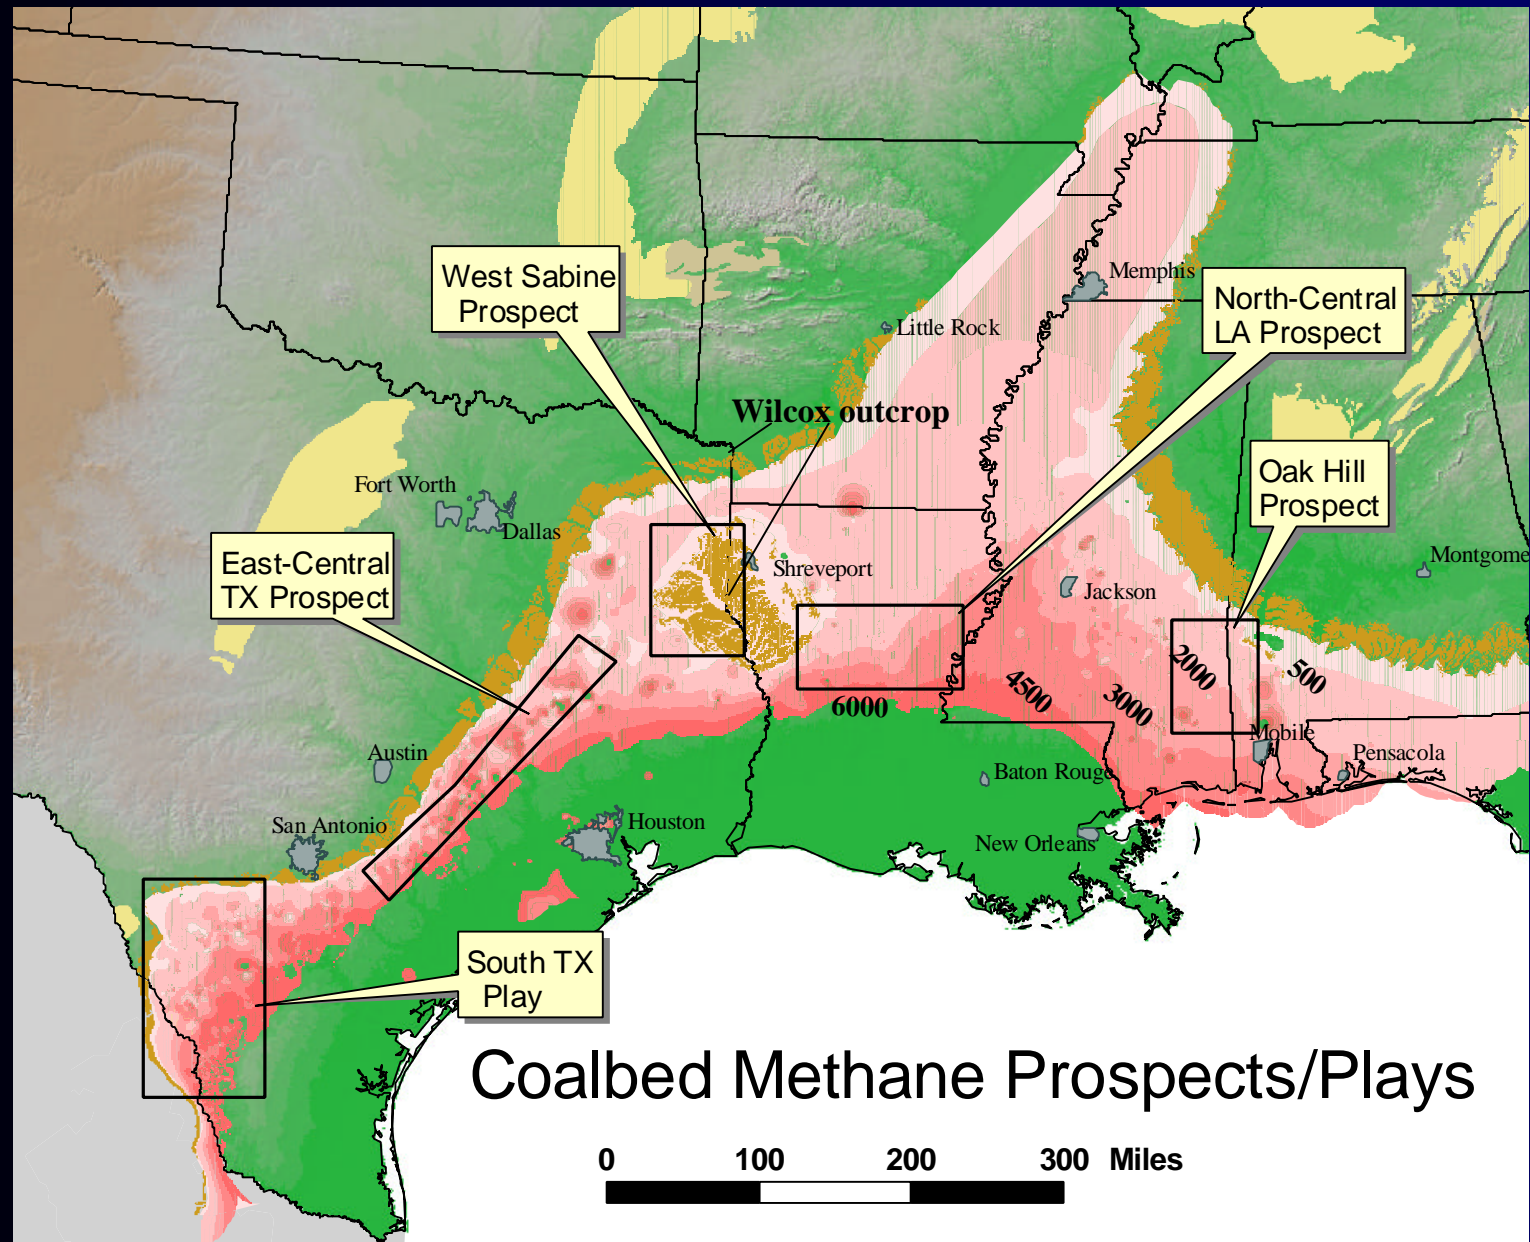 Memphis
West Sabine
Prospect
North-Central
LA Prospect
Little Rock
Wilcox outcrop
Oak Hill
Prospect
Fort Worth
Dallas
East-Central
TX Prospect
Shreveport
Montgome
Jackson
2000
500
4500
3000
6000
Mobile
Austin
Pensacola
Baton Rouge
San Antonio
Houston
New Orleans
South TX
Play
Coalbed Methane Prospects/Plays
0 100 200 300 Miles